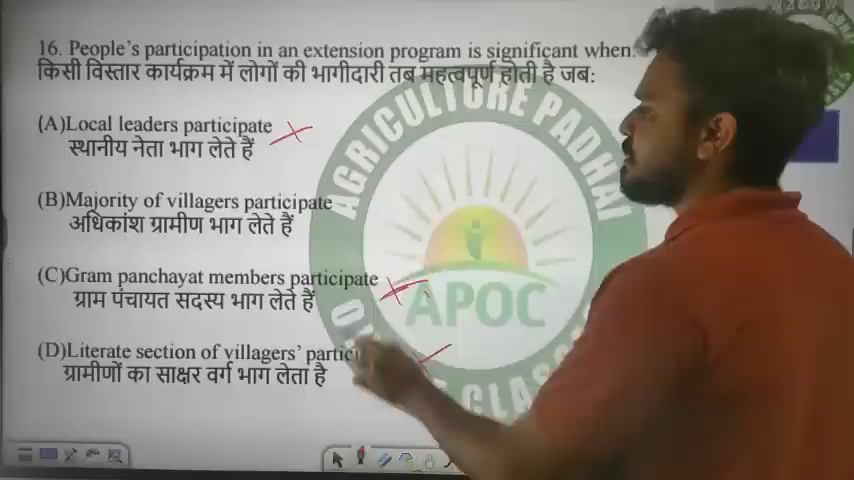 16. People's participation in an extension program is significant when:
किसी विस्तार कार्यक्रम में लोगों की भागीदारी तब महत्वपूर्ण होती है जब:
(A)Local leaders participate
स्थानीय नेता भाग लेते हैं
(B)Majority of villagers participate
अधिकांश ग्रामीण भाग लेते हैं
(C)Gram panchayat members participate
ग्राम पंचायत सदस्य भाग लेते हैं
(D)Literate section of villagers'
ग्रामीणों का साक्षर वर्ग भाग लेता है
AGRICULTURE PADHAI
APOC